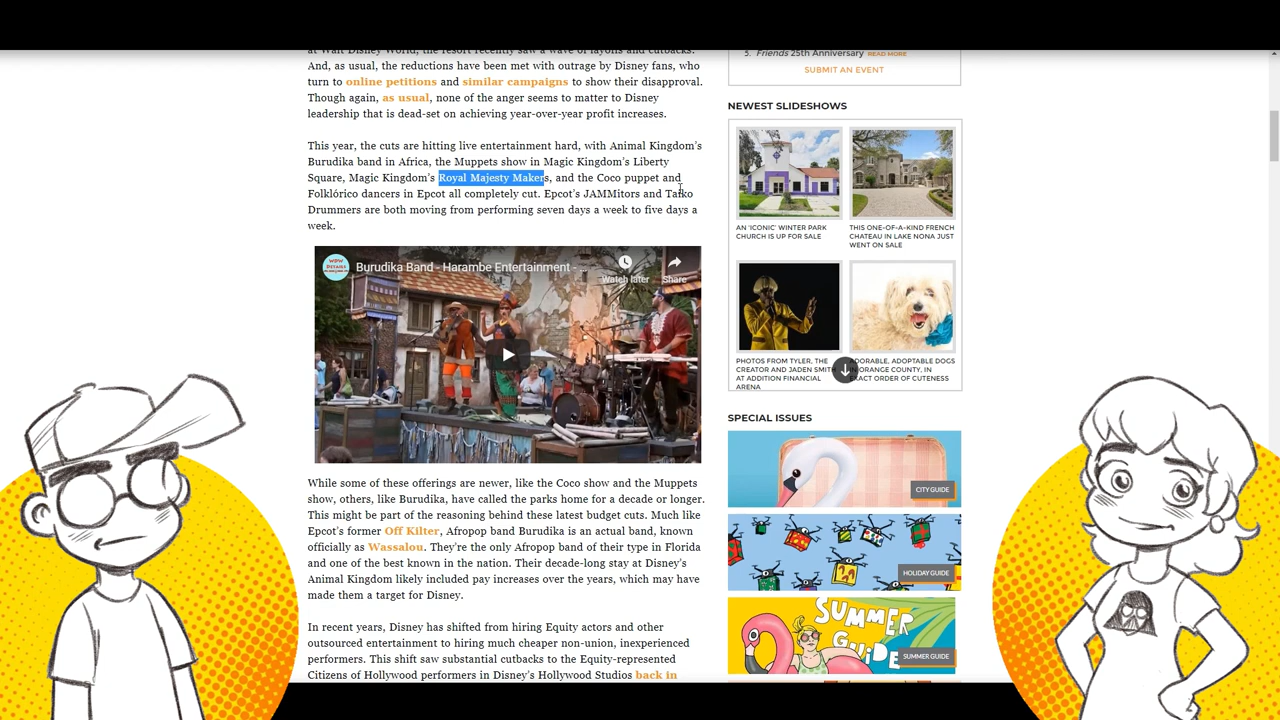 at Walt Disney World, the resort recently saw a wave of layoffs and cutbacks.
And, as usual, the reductions have been met with outrage by Disney fans, who
turn to online petitions and similar campaigns to show their disapproval.
Though again, as usual, none of the anger seems to matter to Disney
leadership that is dead-set on achieving year-over-year profit increases.
This year, the cuts are hitting live entertainment hard, with Animal Kingdom's
Burudika band in Africa, the Muppets show in Magic Kingdom's Liberty
Square, Magic Kingdom's Royal Majesty Makers, and the Coco puppet and
Folklórico dancers in Epcot all completely cut. Epcot's JAMMitors and Taiko
Drummers are both moving from performing seven days a week to five days a
week.
WDW DETAILS
Burudika Band - Harambe Entertainment - ...
Watch later
Share
While some of these offerings are newer, like the Coco show and the Muppets
show, others, like Burudika, have called the parks home for a decade or longer.
This might be part of the reasoning behind these latest budget cuts. Much like
Epcot's former Off Kilter, Afropop band Burudika is an actual band, known
officially as Wassalou. They're the only Afropop band of their type in Florida
and one of the best known in the nation. Their decade-long stay at Disney's
Animal Kingdom likely included pay increases over the years, which may have
made them a target for Disney.
In recent years, Disney has shifted from hiring Equity actors and other
outsourced entertainment to hiring much cheaper non-union, inexperienced
performers. This shift saw substantial cutbacks to the Equity-represented
Citizens of Hollywood performers in Disney's Hollywood Studios back in
5. Friends 25th Anniversary READ MORE
SUBMIT AN EVENT
NEWEST SLIDESHOWS
AN 'ICONIC' WINTER PARK
CHURCH IS UP FOR SALE
THIS ONE-OF-A-KIND FRENCH
CHATEAU IN LAKE NONA JUST
WENT ON SALE
PHOTOS FROM TYLER, THE
CREATOR AND JADEN SMITH
AT ADDITION FINANCIAL
ARENA
ADORABLE, ADOPTABLE DOGS
IN ORANGE COUNTY, IN
EXACT ORDER OF CUTENESS
SPECIAL ISSUES
CITY GUIDE
HOLIDAY GUIDE
SUMMER
GUIDE
SUMMER GUIDE